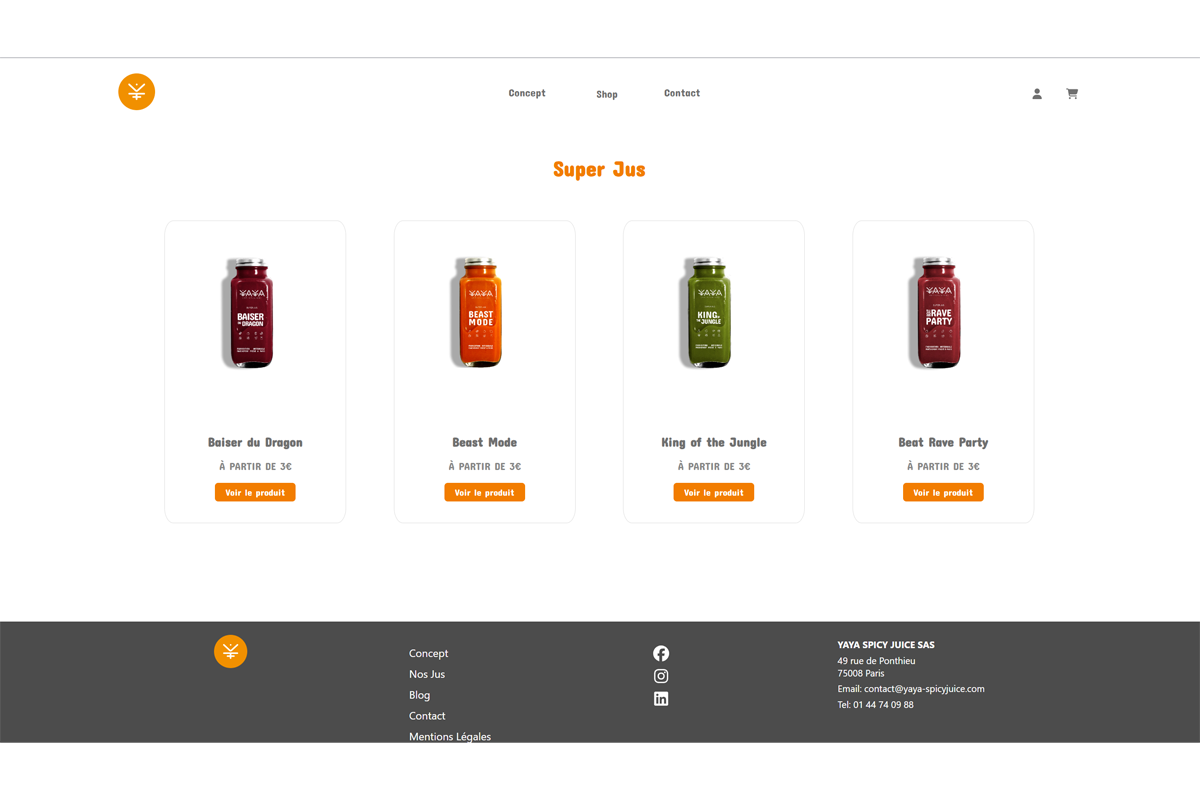 Concept
Shop
Contact
Super Jus
YAYA
BAISER
DU DRAGON
YAYA
BEAST
MODE
YAYA
KING OF
THE JUNGLE
YAYA
BEAT RAVE
PARTY
Baiser du Dragon
Beast Mode
King of the Jungle
Beat Rave Party
À PARTIR DE 3€
À PARTIR DE 3€
À PARTIR DE 3€
À PARTIR DE 3€
Voir le produit
Voir le produit
Voir le produit
Voir le produit
Concept
Nos Jus
Blog
Contact
Mentions Légales
YAYA SPICY JUICE SAS
49 rue de Ponthieu
75008 Paris
Email: contact@yaya-spicyjuice.com
Tel: 01 44 74 09 88